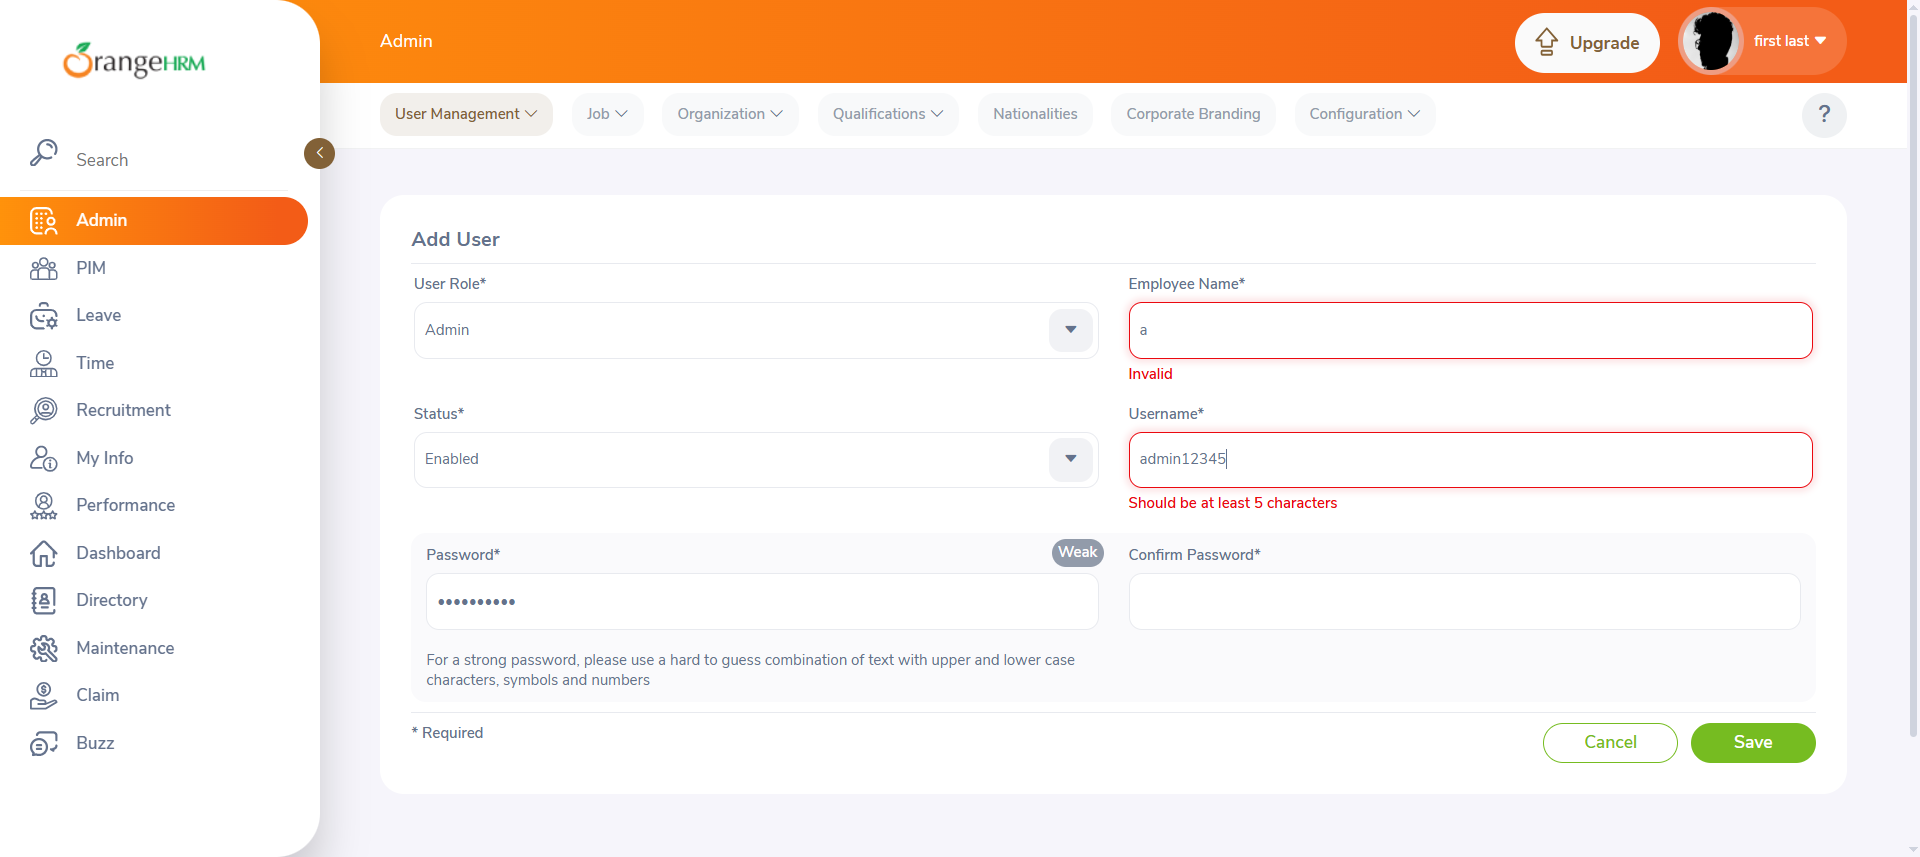 OrangeHRM
Search
Admin
PIM
Leave
Time
Recruitment
My Info
Performance
Dashboard
Directory
Maintenance
Claim
Buzz
Admin
Upgrade
first last
User Management
Job
Organization
Qualifications
Nationalities
Corporate Branding
Configuration
?
Add User
User Role*
Admin
Employee Name*
a
Invalid
Status*
Enabled
Username*
admin12345
Should be at least 5 characters
Password*
Weak
••••••••••
For a strong password, please use a hard to guess combination of text with upper and lower case
characters, symbols and numbers
Confirm Password*
* Required
Cancel
Save